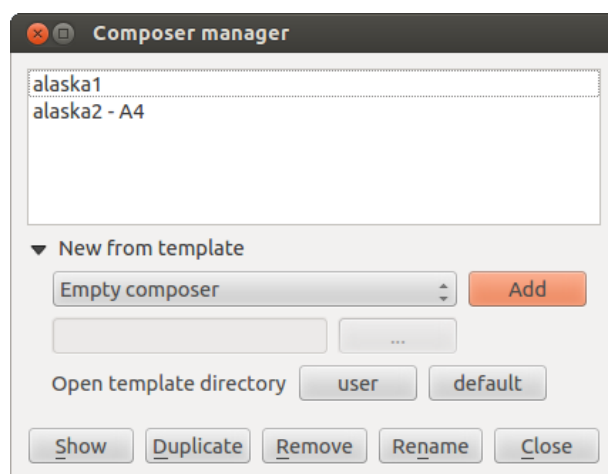 Composer manager
alaska1
alaska2 - A4
New from template
Empty composer Add
...
Open template directory user default
Show Duplicate Remove Rename Close